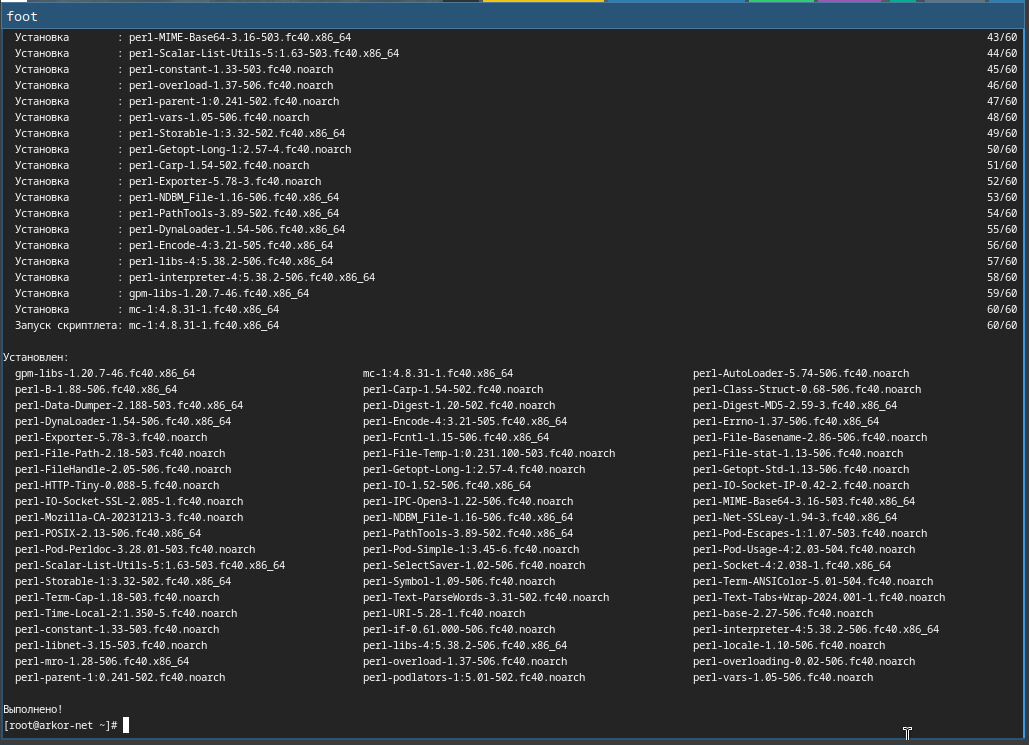 foot
Установка : perl-MIME-Base64-3.16-503.fc40.x86_64 43/60
Установка : perl-Scalar-List-Utils-5:1.63-503.fc40.x86_64 44/60
Установка : perl-constant-1.33-503.fc40.noarch 45/60
Установка : perl-overload-1.37-506.fc40.noarch 46/60
Установка : perl-parent-1:0.241-502.fc40.noarch 47/60
Установка : perl-vars-1.05-506.fc40.noarch 48/60
Установка : perl-Storable-1:3.32-502.fc40.x86_64 49/60
Установка : perl-Getopt-Long-1:2.57-4.fc40.noarch 50/60
Установка : perl-Carp-1.54-502.fc40.noarch 51/60
Установка : perl-Exporter-5.78-3.fc40.noarch 52/60
Установка : perl-NDBM_File-1.16-506.fc40.x86_64 53/60
Установка : perl-PathTools-3.89-502.fc40.x86_64 54/60
Установка : perl-DynaLoader-1.54-506.fc40.x86_64 55/60
Установка : perl-Encode-4:3.21-505.fc40.x86_64 56/60
Установка : perl-libs-4:5.38.2-506.fc40.x86_64 57/60
Установка : perl-interpreter-4:5.38.2-506.fc40.x86_64 58/60
Установка : gpm-libs-1.20.7-46.fc40.x86_64 59/60
Установка : mc-1:4.8.31-1.fc40.x86_64 60/60
Запуск скриптлета: mc-1:4.8.31-1.fc40.x86_64 60/60
Установлен:
gpm-libs-1.20.7-46.fc40.x86_64 mc-1:4.8.31-1.fc40.x86_64 perl-AutoLoader-5.74-506.fc40.noarch
perl-B-1.88-506.fc40.x86_64 perl-Carp-1.54-502.fc40.noarch perl-Class-Struct-0.68-506.fc40.noarch
perl-Data-Dumper-2.188-503.fc40.x86_64 perl-Digest-1.20-502.fc40.noarch perl-Digest-MD5-2.59-3.fc40.x86_64
perl-DynaLoader-1.54-506.fc40.x86_64 perl-Encode-4:3.21-505.fc40.x86_64 perl-Errno-1.37-506.fc40.x86_64
perl-Exporter-5.78-3.fc40.noarch perl-Fcntl-1.15-506.fc40.x86_64 perl-File-Basename-2.86-506.fc40.noarch
perl-File-Path-2.18-503.fc40.noarch perl-File-Temp-1:0.231.100-503.fc40.noarch perl-File-stat-1.13-506.fc40.noarch
perl-FileHandle-2.05-506.fc40.noarch perl-Getopt-Long-1:2.57-4.fc40.noarch perl-Getopt-Std-1.13-506.fc40.noarch
perl-HTTP-Tiny-0.088-5.fc40.noarch perl-IO-1.52-506.fc40.x86_64 perl-IO-Socket-IP-0.42-2.fc40.noarch
perl-IO-Socket-SSL-2.085-1.fc40.noarch perl-IPC-Open3-1.22-506.fc40.noarch perl-MIME-Base64-3.16-503.fc40.x86_64
perl-Mozilla-CA-20231213-3.fc40.noarch perl-NDBM_File-1.16-506.fc40.x86_64 perl-Net-SSLeay-1.94-3.fc40.x86_64
perl-POSIX-2.13-506.fc40.x86_64 perl-PathTools-3.89-502.fc40.x86_64 perl-Pod-Escapes-1:1.07-503.fc40.noarch
perl-Pod-Perldoc-3.28.01-503.fc40.noarch perl-Pod-Simple-1:3.45-6.fc40.noarch perl-Pod-Usage-4:2.03-504.fc40.noarch
perl-Scalar-List-Utils-5:1.63-503.fc40.x86_64 perl-SelectSaver-1.02-506.fc40.noarch perl-Socket-4:2.038-1.fc40.x86_64
perl-Storable-1:3.32-502.fc40.x86_64 perl-Symbol-1.09-506.fc40.noarch perl-Term-ANSIColor-5.01-504.fc40.noarch
perl-Term-Cap-1.18-503.fc40.noarch perl-Text-ParseWords-3.31-502.fc40.noarch perl-Text-Tabs+Wrap-2024.001-1.fc40.noarch
perl-Time-Local-2:1.350-5.fc40.noarch perl-URI-5.28-1.fc40.noarch perl-base-2.27-506.fc40.noarch
perl-constant-1.33-503.fc40.noarch perl-if-0.61.000-506.fc40.noarch perl-interpreter-4:5.38.2-506.fc40.x86_64
perl-libnet-3.15-503.fc40.noarch perl-libs-4:5.38.2-506.fc40.x86_64 perl-locale-1.10-506.fc40.noarch
perl-mro-1.28-506.fc40.x86_64 perl-overload-1.37-506.fc40.noarch perl-overloading-0.02-506.fc40.noarch
perl-parent-1:0.241-502.fc40.noarch perl-podlators-1:5.01-502.fc40.noarch perl-vars-1.05-506.fc40.noarch
Выполнено!
[root@arkor-net ~]#